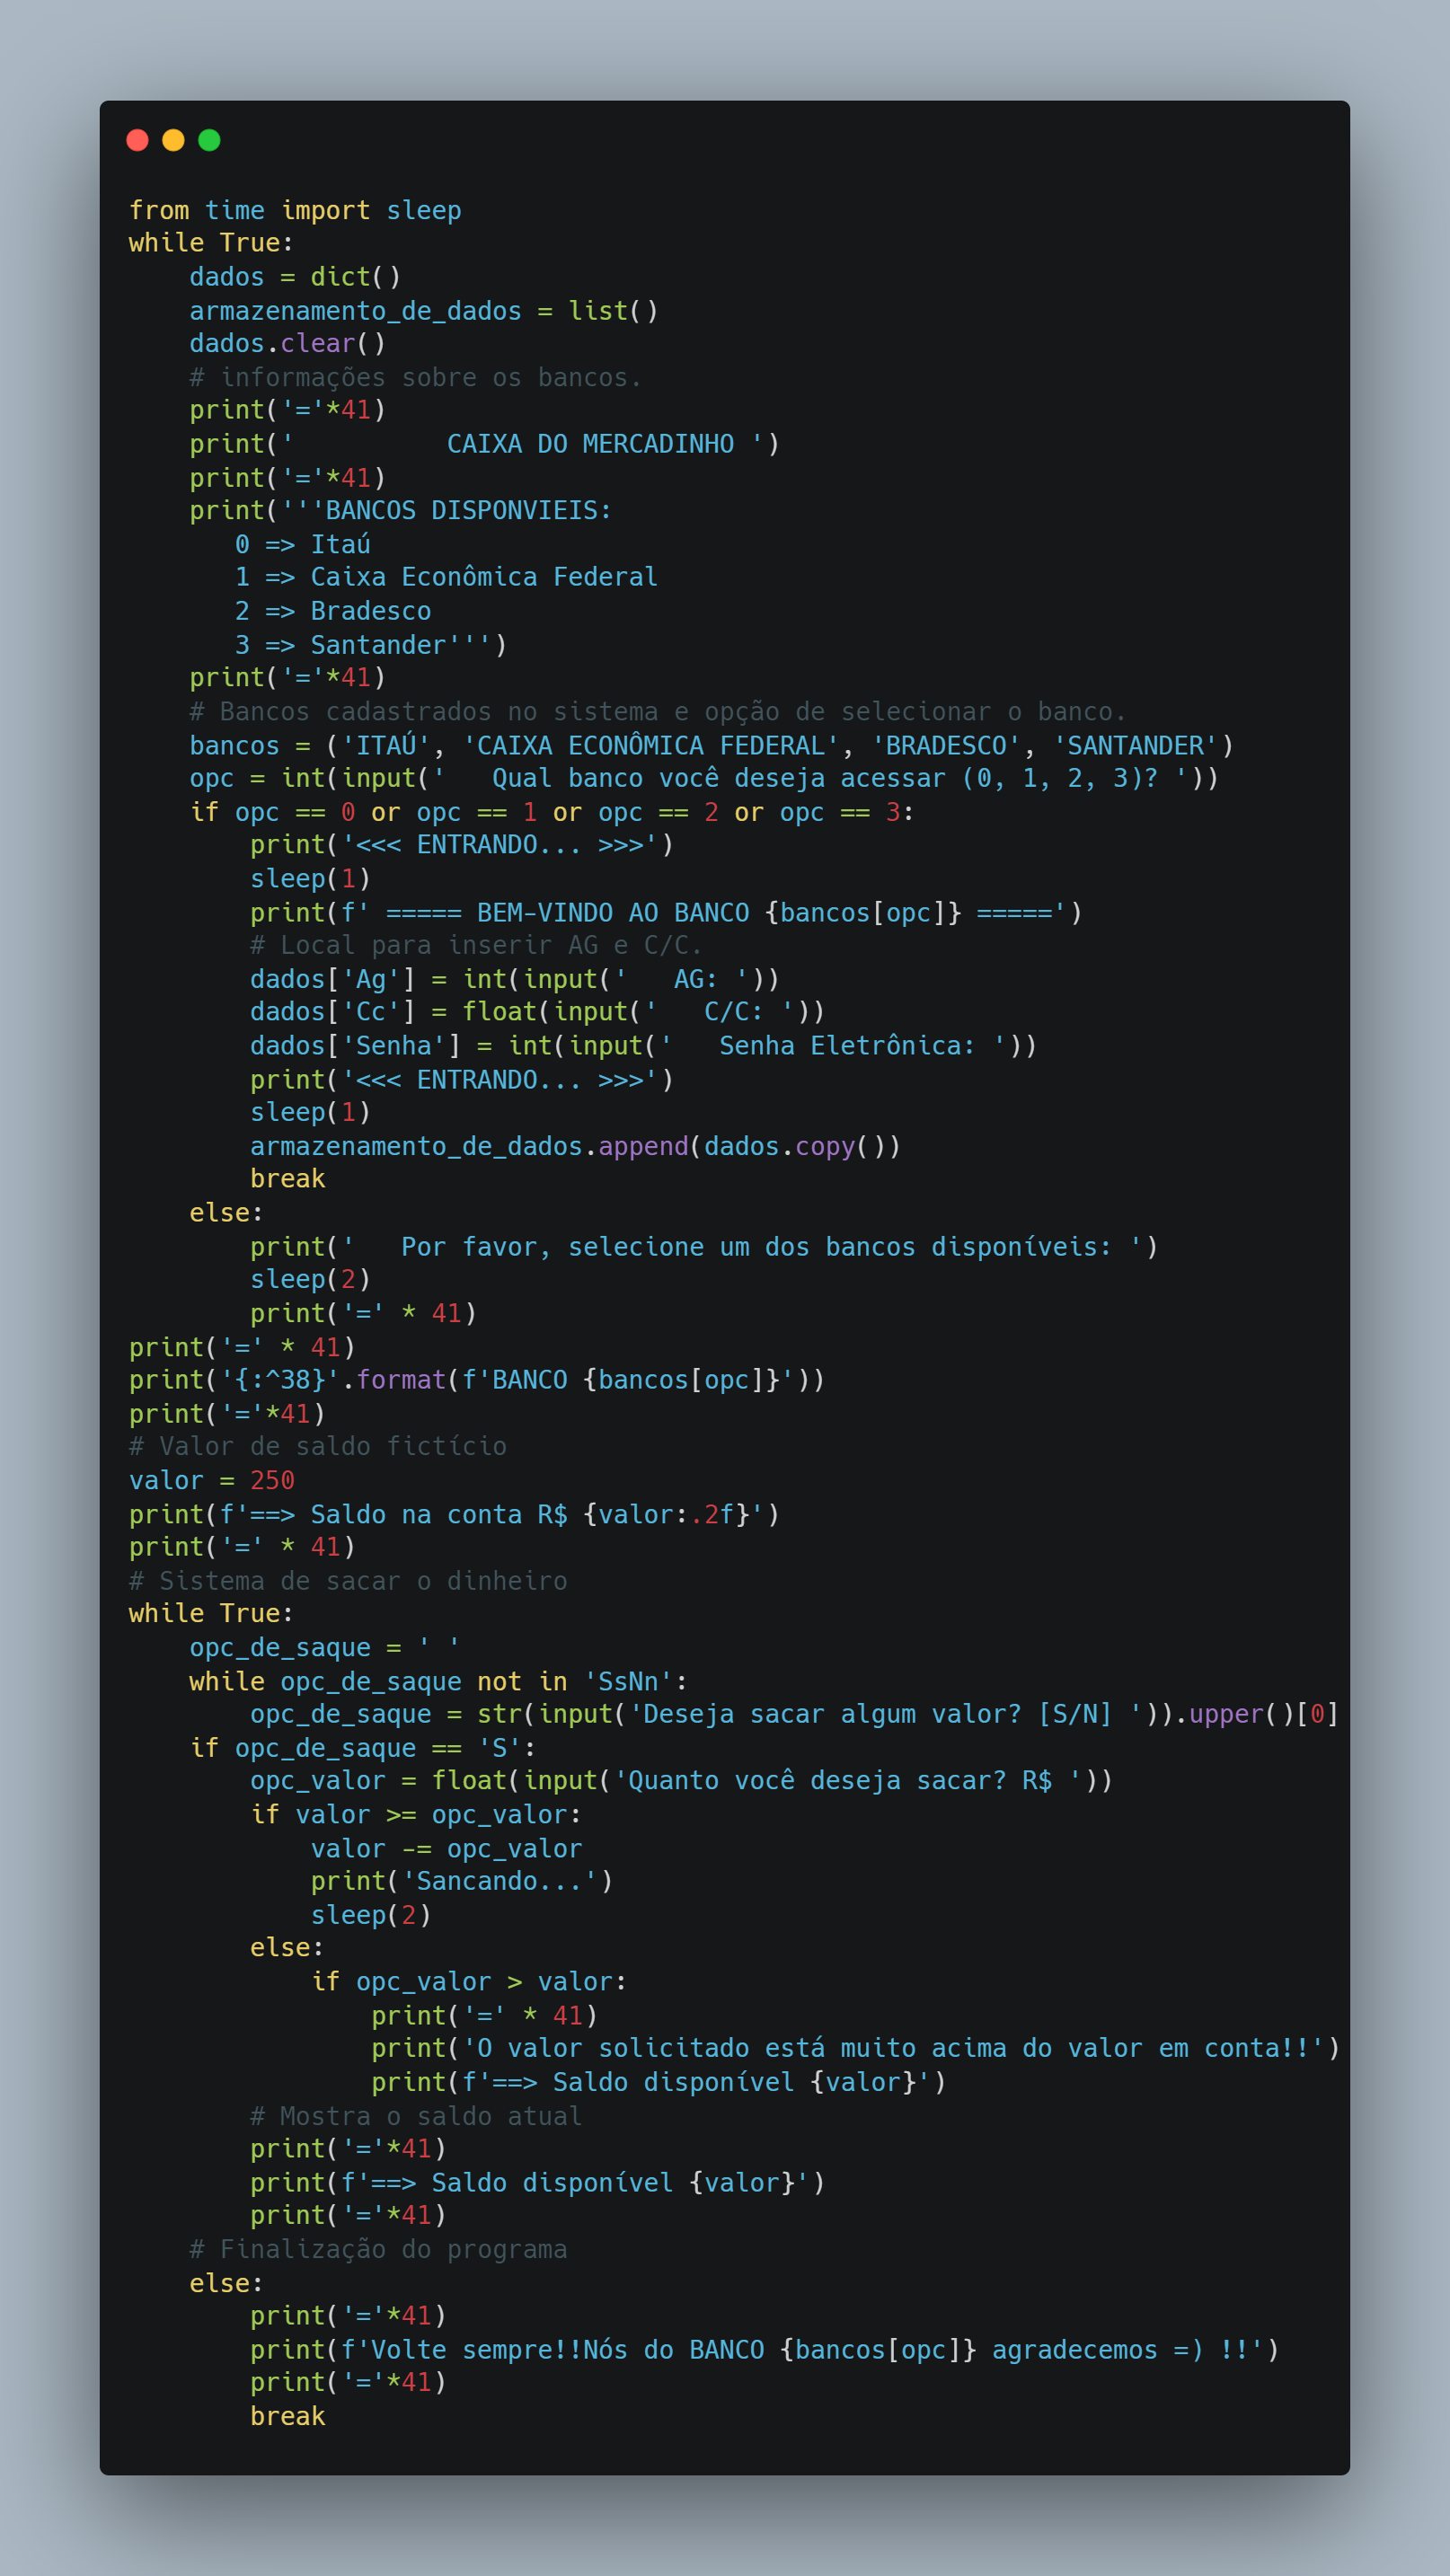 from time import sleep
while True:
    dados = dict()
    armazenamento_de_dados = list()
    dados.clear()
    # informações sobre os bancos.
    print('='*41)
    print('          CAIXA DO MERCADINHO ')
    print('='*41)
    print('''BANCOS DISPONVIEIS:
       0 => Itaú
       1 => Caixa Econômica Federal
       2 => Bradesco
       3 => Santander''')
    print('='*41)
    # Bancos cadastrados no sistema e opção de selecionar o banco.
    bancos = ('ITAÚ', 'CAIXA ECONÔMICA FEDERAL', 'BRADESCO', 'SANTANDER')
    opc = int(input('   Qual banco você deseja acessar (0, 1, 2, 3)? '))
    if opc == 0 or opc == 1 or opc == 2 or opc == 3:
        print('<<< ENTRANDO... >>>')
        sleep(1)
        print(f' ===== BEM-VINDO AO BANCO {bancos[opc]} =====')
        # Local para inserir AG e C/C.
        dados['Ag'] = int(input('   AG: '))
        dados['Cc'] = float(input('   C/C: '))
        dados['Senha'] = int(input('   Senha Eletrônica: '))
        print('<<< ENTRANDO... >>>')
        sleep(1)
        armazenamento_de_dados.append(dados.copy())
        break
    else:
        print('   Por favor, selecione um dos bancos disponíveis: ')
        sleep(2)
        print('=' * 41)
print('=' * 41)
print('{:^38}'.format(f'BANCO {bancos[opc]}'))
print('='*41)
# Valor de saldo fictício
valor = 250
print(f'==> Saldo na conta R$ {valor:.2f}')
print('=' * 41)
# Sistema de sacar o dinheiro
while True:
    opc_de_saque = ' '
    while opc_de_saque not in 'SsNn':
        opc_de_saque = str(input('Deseja sacar algum valor? [S/N] ')).upper()[0]
    if opc_de_saque == 'S':
        opc_valor = float(input('Quanto você deseja sacar? R$ '))
        if valor >= opc_valor:
            valor -= opc_valor
            print('Sancando...')
            sleep(2)
        else:
            if opc_valor > valor:
                print('=' * 41)
                print('O valor solicitado está muito acima do valor em conta!!')
                print(f'==> Saldo disponível {valor}')
        # Mostra o saldo atual
        print('='*41)
        print(f'==> Saldo disponível {valor}')
        print('='*41)
    # Finalização do programa
    else:
        print('='*41)
        print(f'Volte sempre!!Nós do BANCO {bancos[opc]} agradecemos =) !!')
        print('='*41)
        break